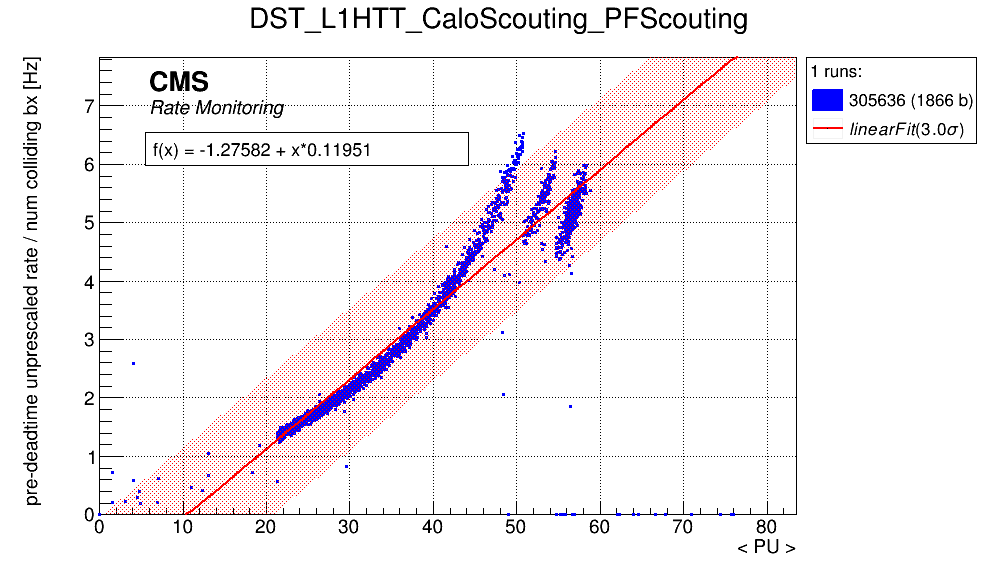 DST_L1HTT_CaloScouting_PFScouting
pre-deadtime unprescaled rate / num colliding bx [Hz]
CMS
Rate Monitoring
f(x) = -1.27582 + x*0.11951
7
6
5
4
3
2
1
0
0 10 20 30 40 50 60 70 80
< PU >
1 runs:
305636 (1866 b)
linearFit(3.0σ)